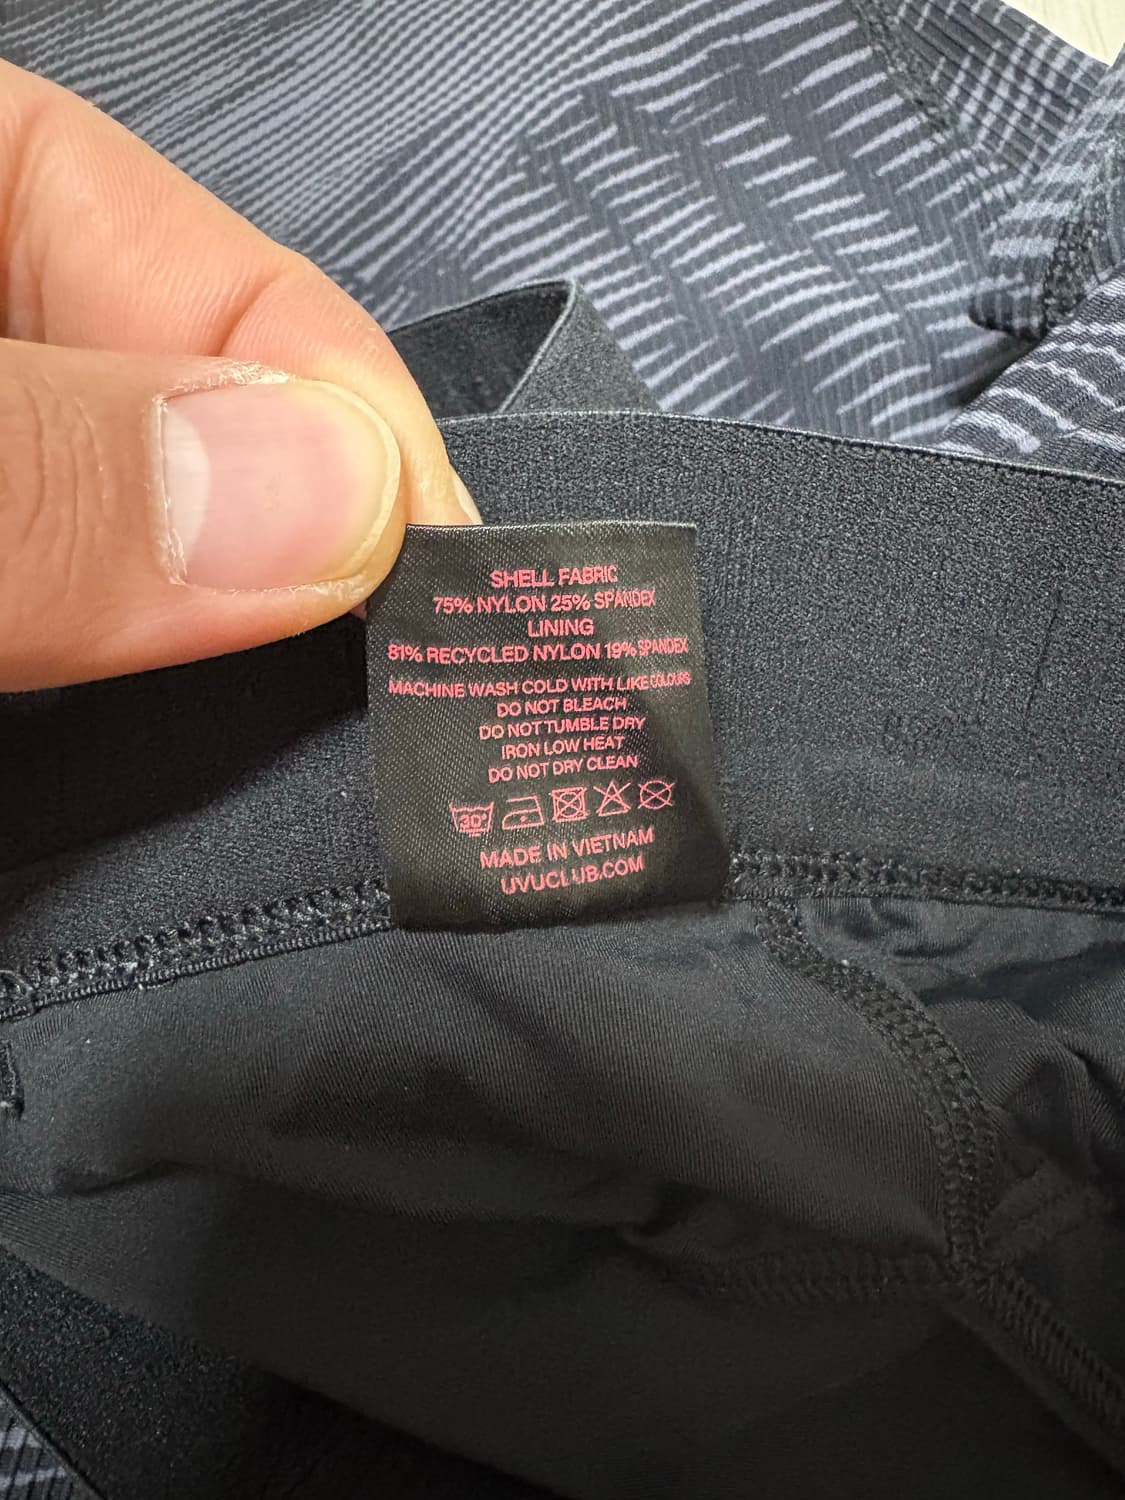 SHELL FABRIC
75% NYLON 25% SPANDEX
LINING
81% RECYCLED NYLON 19% SPANDEX
MACHINE WASH COLD WITH LIKE COLOURS
DO NOT BLEACH
DO NOT TUMBLE DRY
IRON LOW HEAT
DO NOT DRY CLEAN
30°
MADE IN VIETNAM
UVUCLUB.COM